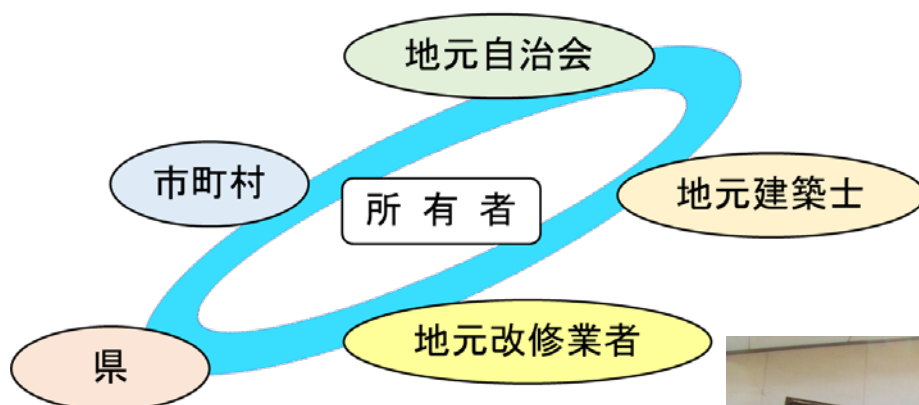 地元自治会
市町村
地元建築士
所有者
地元改修業者
県